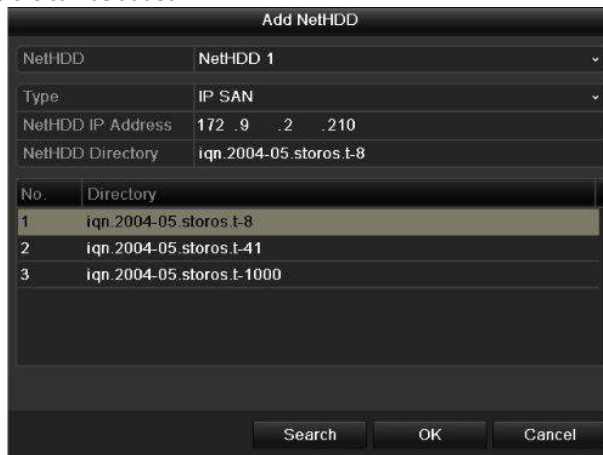 Add NetHDD
NetHDD NetHDD 1
Type IP SAN
NetHDD IP Address 172 .9 .2 .210
NetHDD Directory iqn.2004-05.storos.t-8
No. Directory
1 iqn.2004-05.storos.t-8
2 iqn.2004-05.storos.t-41
3 iqn.2004-05.storos.t-1000
Search OK Cancel